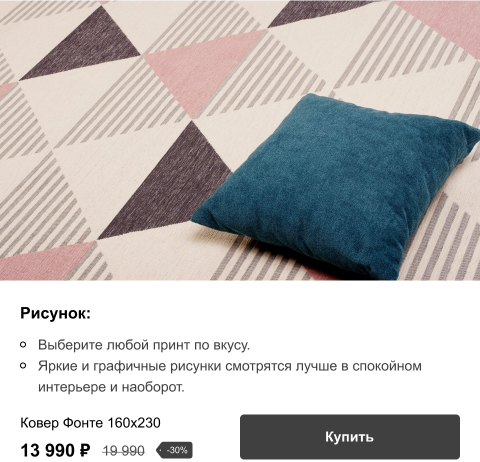 Рисунок:
Выберите любой принт по вкусу.
Яркие и графичные рисунки смотрятся лучше в спокойном
интерьере и наоборот.
Ковер Фонте 160x230
13 990 ₽ 19 990 -30%
Купить